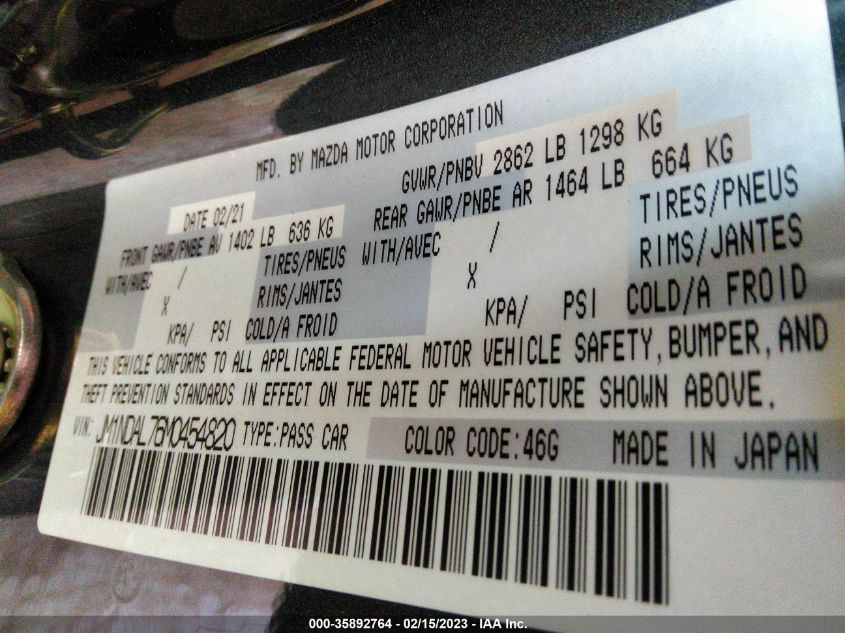 MFD. BY MAZDA MOTOR CORPORATION
DATE 02/21
GVWR/PNBV 2862 LB 1298 KG
FRONT GAWR/PNBE AV 1402 LB 636 KG
REAR GAWR/PNBE AR 1464 LB 664 KG
WITH/AVEC / TIRES/PNEUS
WITH/AVEC / TIRES/PNEUS
X RIMS/JANTES
X RIMS/JANTES
KPA/ PSI COLD/A FROID
KPA/ PSI COLD/A FROID
THIS VEHICLE CONFORMS TO ALL APPLICABLE FEDERAL MOTOR VEHICLE SAFETY, BUMPER, AND
THEFT PREVENTION STANDARDS IN EFFECT ON THE DATE OF MANUFACTURE SHOWN ABOVE.
VIN: JM1NDAL76M0454820 TYPE:PASS CAR COLOR CODE:46G MADE IN JAPAN
000-35892764 - 02/15/2023 - IAA Inc.